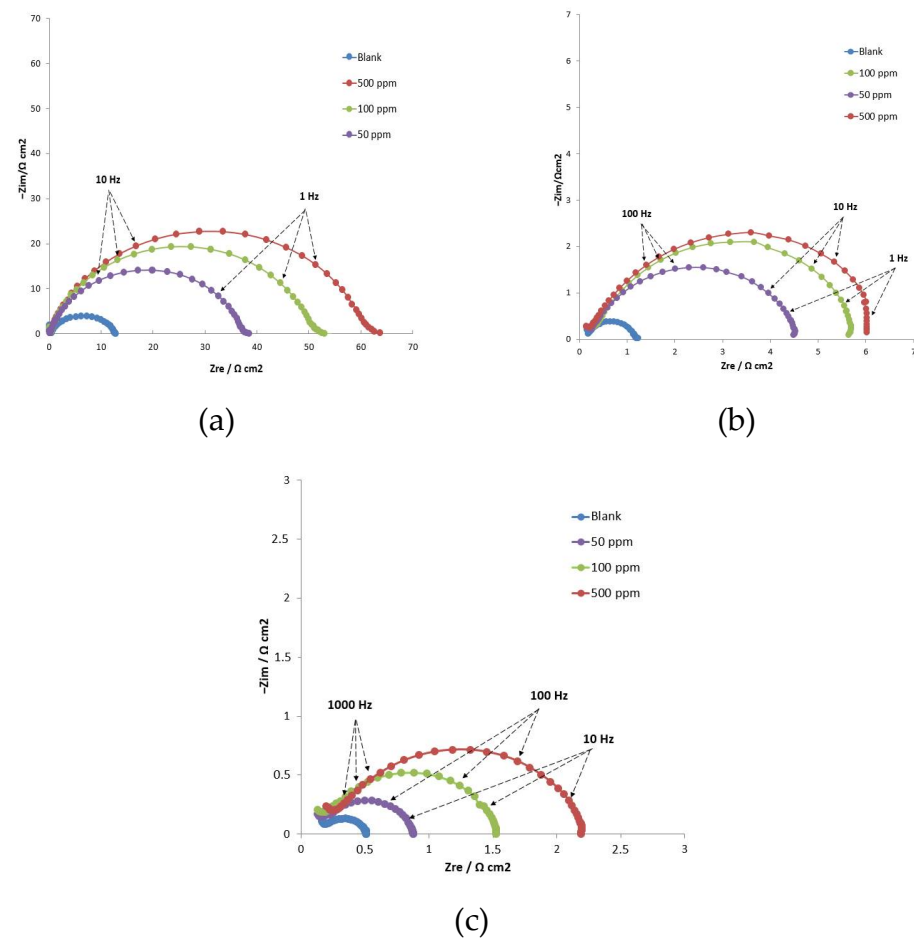 70
60
50
40
30
20
10
0
0 10 20 30 40 50 60 70
−Zim/Ω cm2
Zre / Ω cm2
Blank
500 ppm
100 ppm
50 ppm
10 Hz
1 Hz
(a)
7
6
5
4
3
2
1
0
0 1 2 3 4 5 6 7
−Zim/Ωcm2
Zre / Ω cm2
Blank
100 ppm
50 ppm
500 ppm
100 Hz
10 Hz
1 Hz
(b)
3
2.5
2
1.5
1
0.5
0
0 0.5 1 1.5 2 2.5 3
−Zim / Ω cm2
Zre / Ω cm2
Blank
50 ppm
100 ppm
500 ppm
1000 Hz
100 Hz
10 Hz
(c)